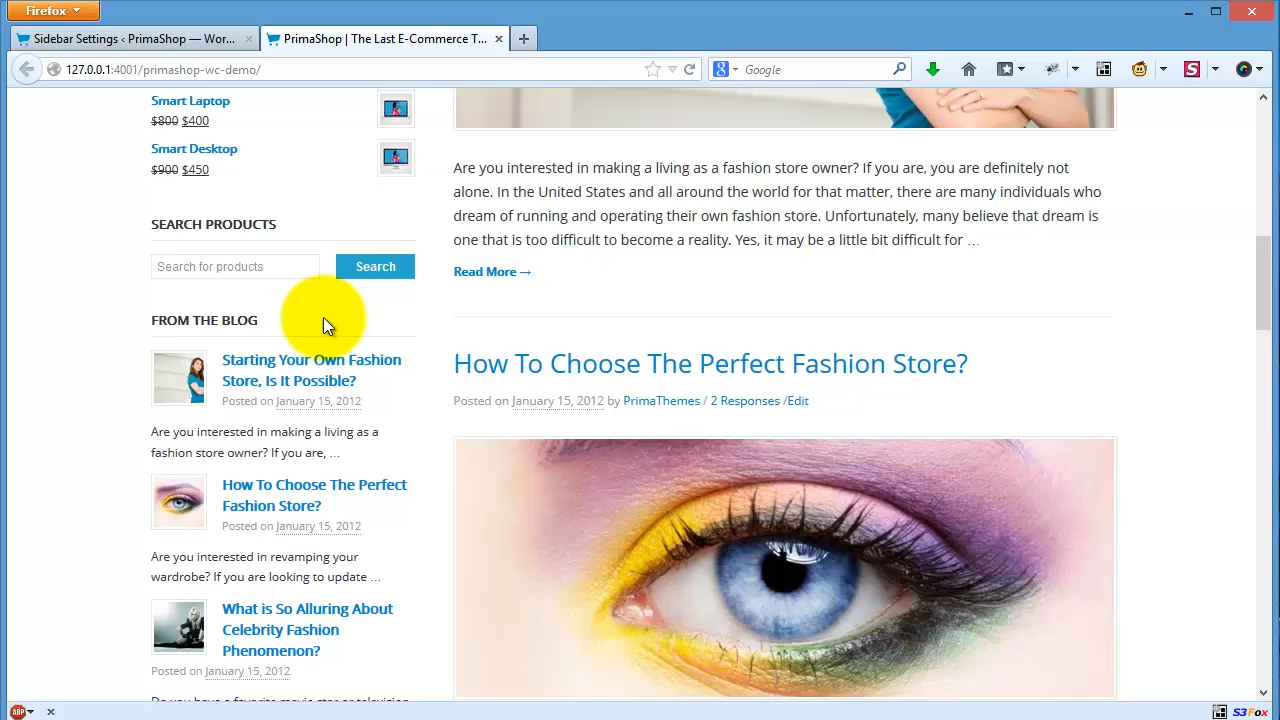 Firefox
Sidebar Settings ‹ PrimaShop — Wor...
PrimaShop | The Last E-Commerce T...
127.0.0.1:4001/primashop-wc-demo/
Google
Smart Laptop
$800 $400
Smart Desktop
$900 $450
SEARCH PRODUCTS
Search for products
Search
FROM THE BLOG
Starting Your Own Fashion
Store, Is It Possible?
Posted on January 15, 2012
Are you interested in making a living as a
fashion store owner? If you are, …
How To Choose The Perfect
Fashion Store?
Posted on January 15, 2012
Are you interested in revamping your
wardrobe? If you are looking to update …
What is So Alluring About
Celebrity Fashion
Phenomenon?
Posted on January 15, 2012
Do you have a favorite movie star or television
Are you interested in making a living as a fashion store owner? If you are, you are definitely not
alone. In the United States and all around the world for that matter, there are many individuals who
dream of running and operating their own fashion store. Unfortunately, many believe that dream is
one that is too difficult to become a reality. Yes, it may be a little bit difficult for …
Read More →
How To Choose The Perfect Fashion Store?
Posted on January 15, 2012 by PrimaThemes / 2 Responses /Edit
ABP
S3Fox